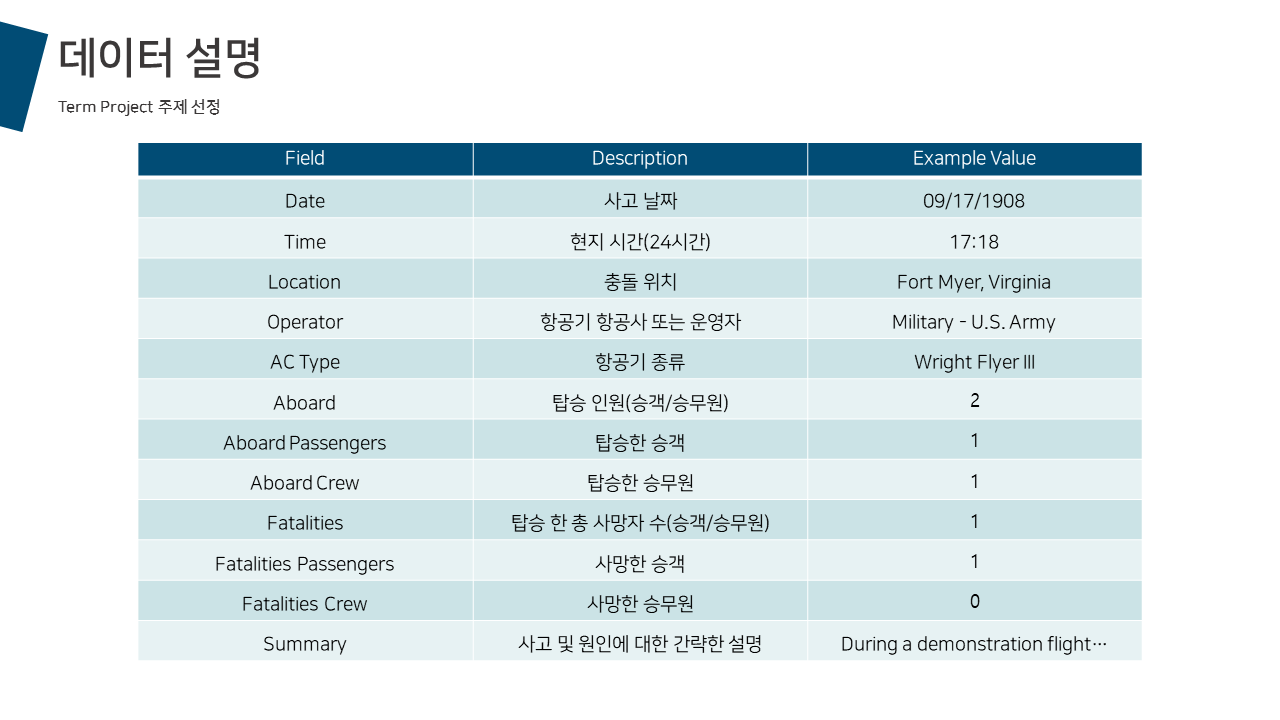 데이터 설명
Term Project 주제 선정
Field Description Example Value
Date 사고 날짜 09/17/1908
Time 현지 시간(24시간) 17:18
Location 충돌 위치 Fort Myer, Virginia
Operator 항공기 항공사 또는 운영자 Military - U.S. Army
AC Type 항공기 종류 Wright Flyer III
Aboard 탑승 인원(승객/승무원) 2
Aboard Passengers 탑승한 승객 1
Aboard Crew 탑승한 승무원 1
Fatalities 탑승 한 총 사망자 수(승객/승무원) 1
Fatalities Passengers 사망한 승객 1
Fatalities Crew 사망한 승무원 0
Summary 사고 및 원인에 대한 간략한 설명 During a demonstration flight…